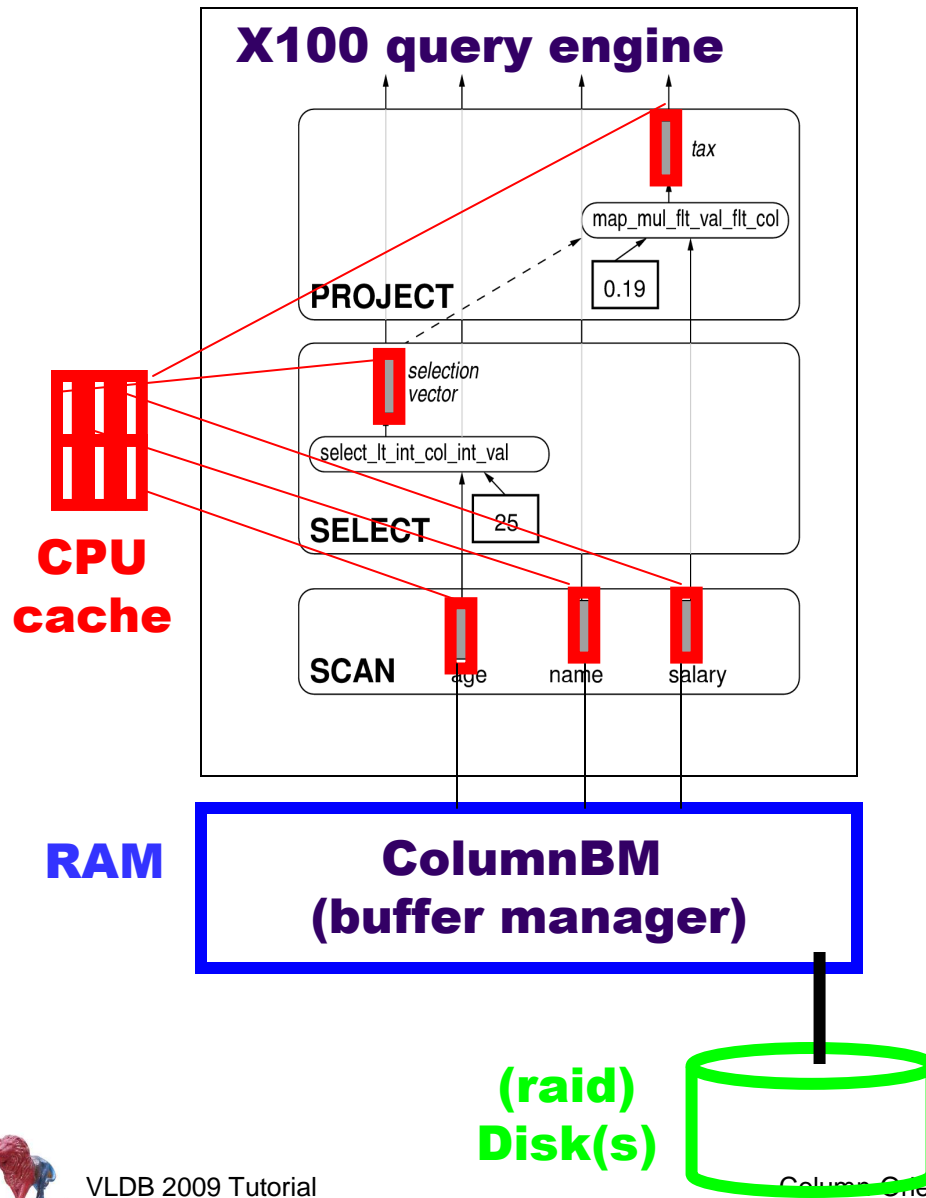 X100 query engine
tax
map_mul_flt_val_flt_col
0.19
PROJECT
selection
vector
select_lt_int_col_int_val
25
SELECT
CPU
cache
SCAN
age
name
salary
RAM
ColumnBM
(buffer manager)
(raid)
Disk(s)
VLDB 2009 Tutorial